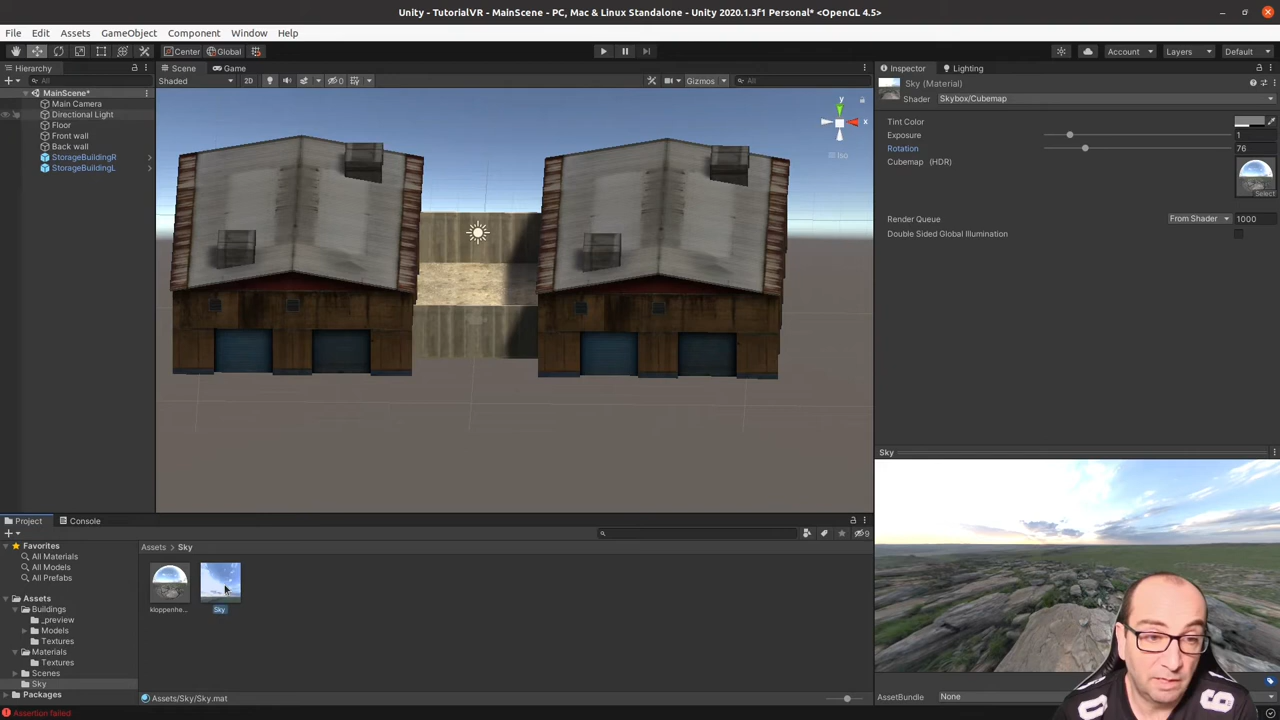 Unity - TutorialVR - MainScene - PC, Mac & Linux Standalone - Unity 2020.1.3f1 Personal* <OpenGL 4.5>
File Edit Assets GameObject Component Window Help
Center Global Account Layers Default
Hierarchy
All
MainScene*
Main Camera
Directional Light
Floor
Front wall
Back wall
StorageBuildingR
StorageBuildingL
Scene Game
Shaded 2D 0 Gizmos All
y
x
Iso
Inspector Lighting
Sky (Material)
Shader Skybox/Cubemap
Tint Color
Exposure 1
Rotation 76
Cubemap (HDR)
Select
Render Queue From Shader 1000
Double Sided Global Illumination
Sky
AssetBundle None
Project Console
9
Favorites
All Materials
All Models
All Prefabs
Assets
Buildings
_preview
Models
Textures
Materials
Textures
Scenes
Sky
Packages
Assets > Sky
kloppenhe...
Sky
Assets/Sky/Sky.mat
Assertion failed